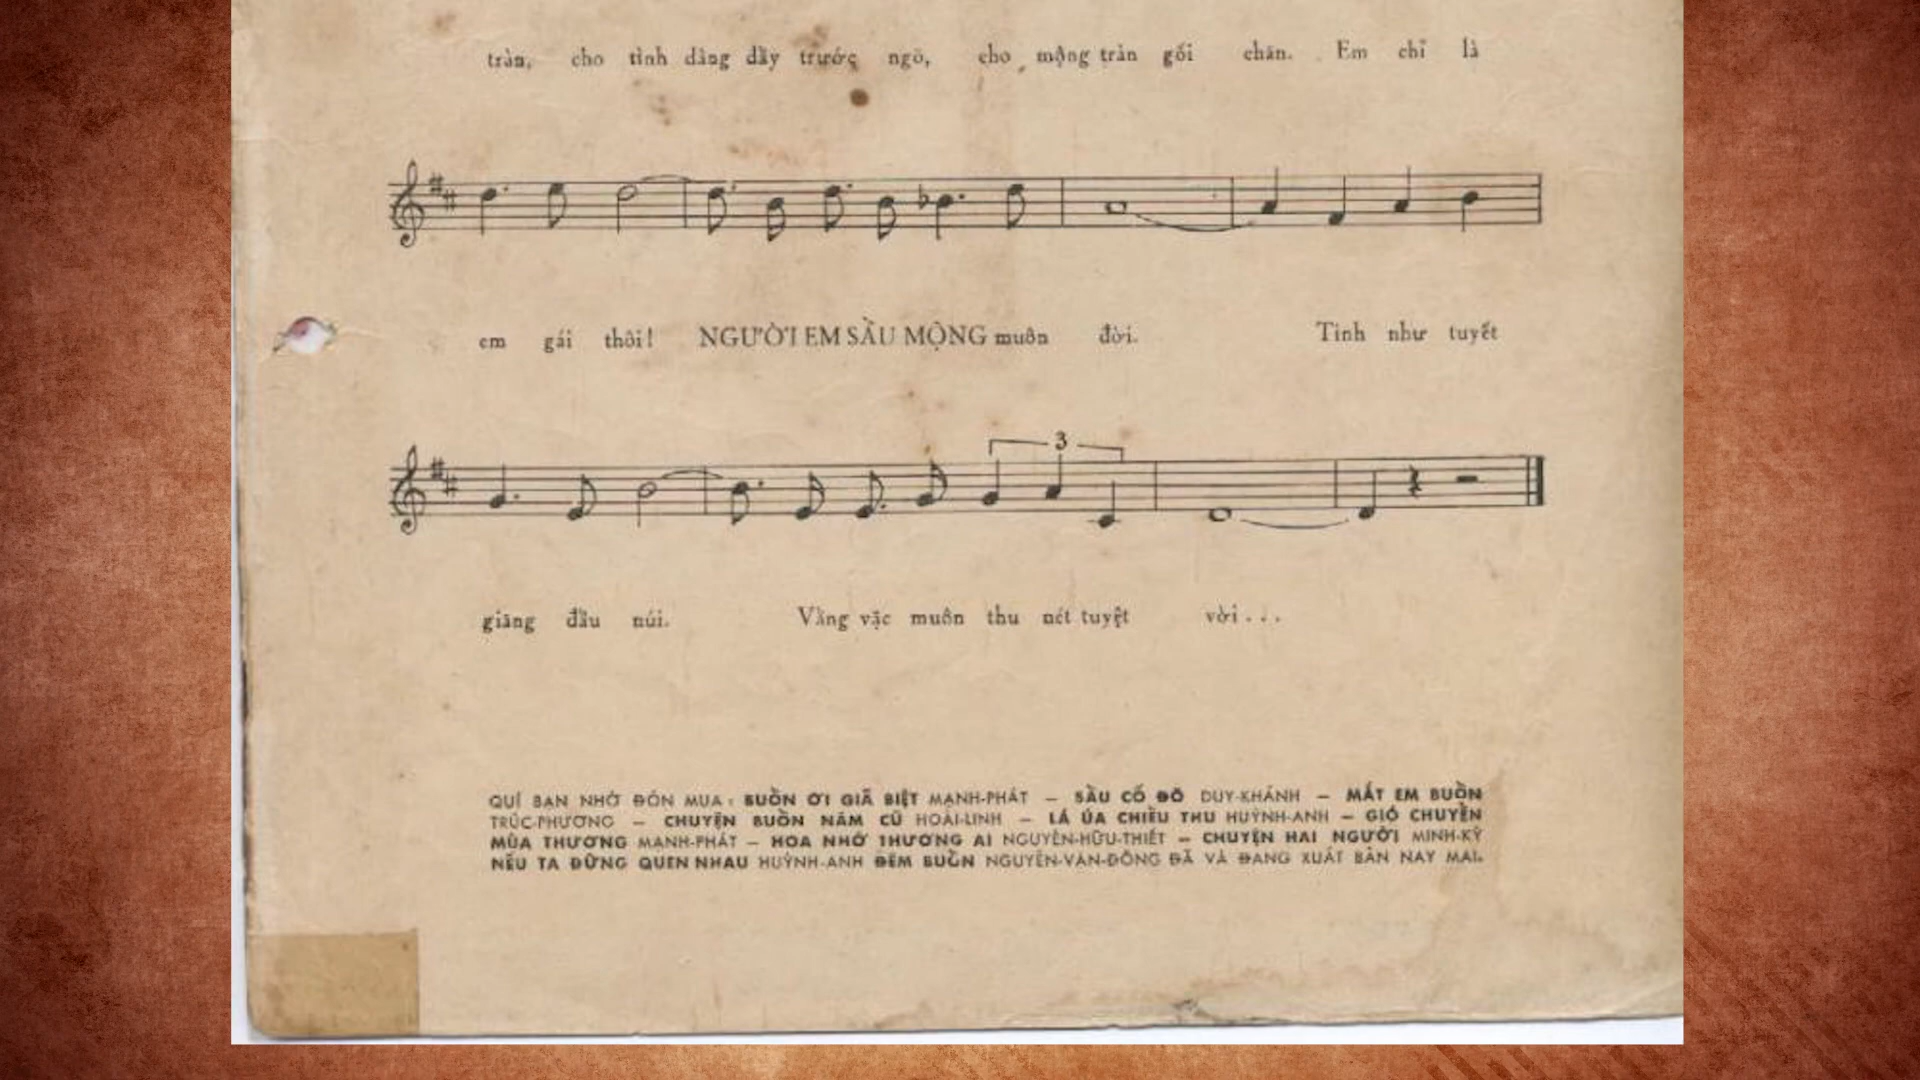 tràn, cho tình dâng đầy trước ngõ, cho mộng tràn gối chăn. Em chỉ là
em gái thôi! NGƯỜI EM SẦU MỘNG muôn đời. Tình như tuyết
3
giăng đầu núi. Vằng vặc muôn thu nét tuyệt vời...
QUÍ BẠN NHỚ ĐÓN MUA: BUỒN ƠI GIÃ BIỆT MẠNH-PHÁT — SẦU CỐ ĐÔ DUY-KHÁNH — MẮT EM BUỒN
TRÚC-PHƯƠNG — CHUYỆN BUỒN NĂM CŨ HOÀI-LINH — LÁ ÚA CHIỀU THU HUỲNH-ANH — GIÓ CHUYỂN
MÙA THƯƠNG MẠNH-PHÁT — HOA NHỚ THƯƠNG AI NGUYỄN-HỮU-THIẾT — CHUYỆN HAI NGƯỜI MINH-KỲ
NẾU TA ĐỪNG QUEN NHAU HUỲNH-ANH ĐÊM BUỒN NGUYỄN-VĂN-ĐÔNG ĐÃ VÀ ĐANG XUẤT BẢN NAY MAI.